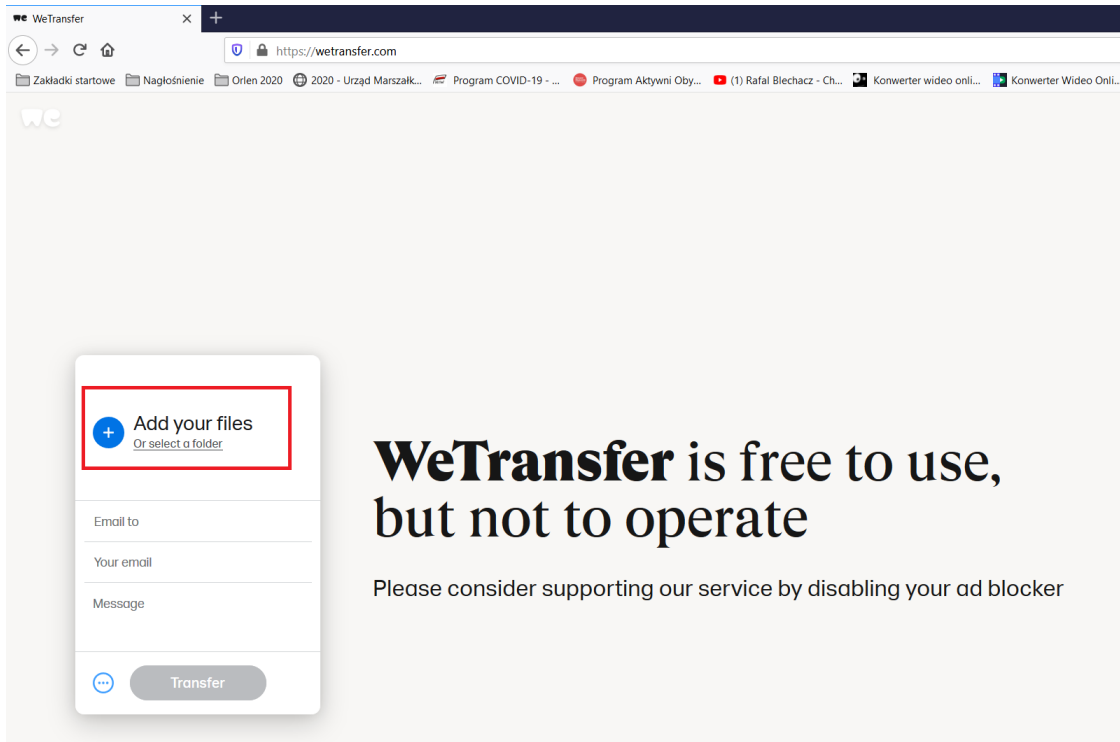 we WeTransfer
https://wetransfer.com
Zakładki startowe Nagłośnienie Orlen 2020 2020 - Urząd Marszałk... Program COVID-19 - ... Program Aktywni Oby... (1) Rafal Blechacz - Ch... Konwerter wideo onli... Konwerter Wideo Onli...
we
Add your files
Or select a folder
WeTransfer is free to use,
but not to operate
Email to
Your email
Please consider supporting our service by disabling your ad blocker
Message
Transfer